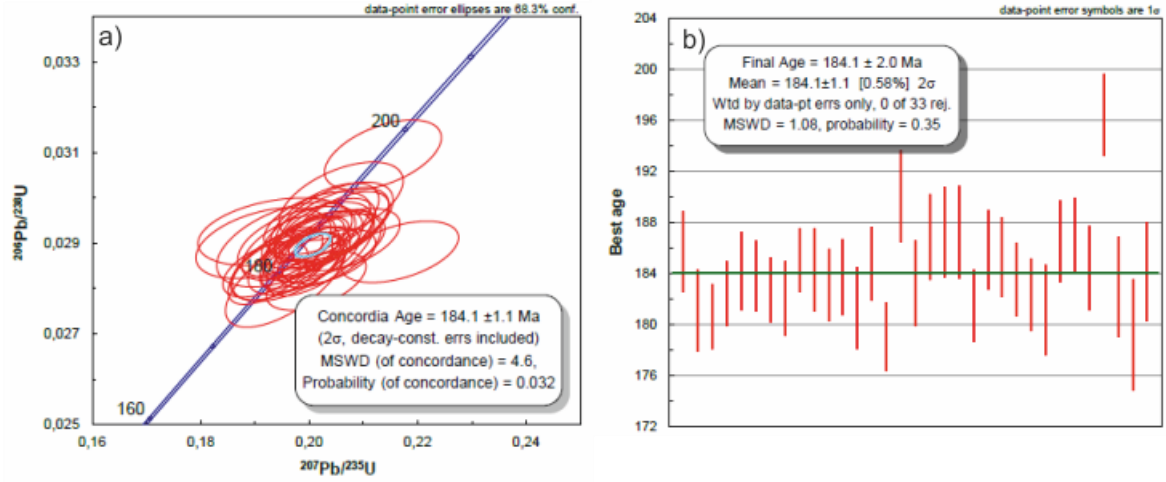 data-point error ellipses are 68.3% conf.
a)
0,033
0,031
0,029
0,027
0,025
²⁰⁶Pb/²³⁸U
200
180
160
Concordia Age = 184.1 ±1.1 Ma
(2σ, decay-const. errs included)
MSWD (of concordance) = 4.6,
Probability (of concordance) = 0.032
0,16
0,18
0,20
0,22
0,24
²⁰⁷Pb/²³⁵U
data-point error symbols are 1σ
b)
204
200
196
192
188
184
180
176
172
Best age
Final Age = 184.1 ± 2.0 Ma
Mean = 184.1±1.1 [0.58%] 2σ
Wtd by data-pt errs only, 0 of 33 rej.
MSWD = 1.08, probability = 0.35